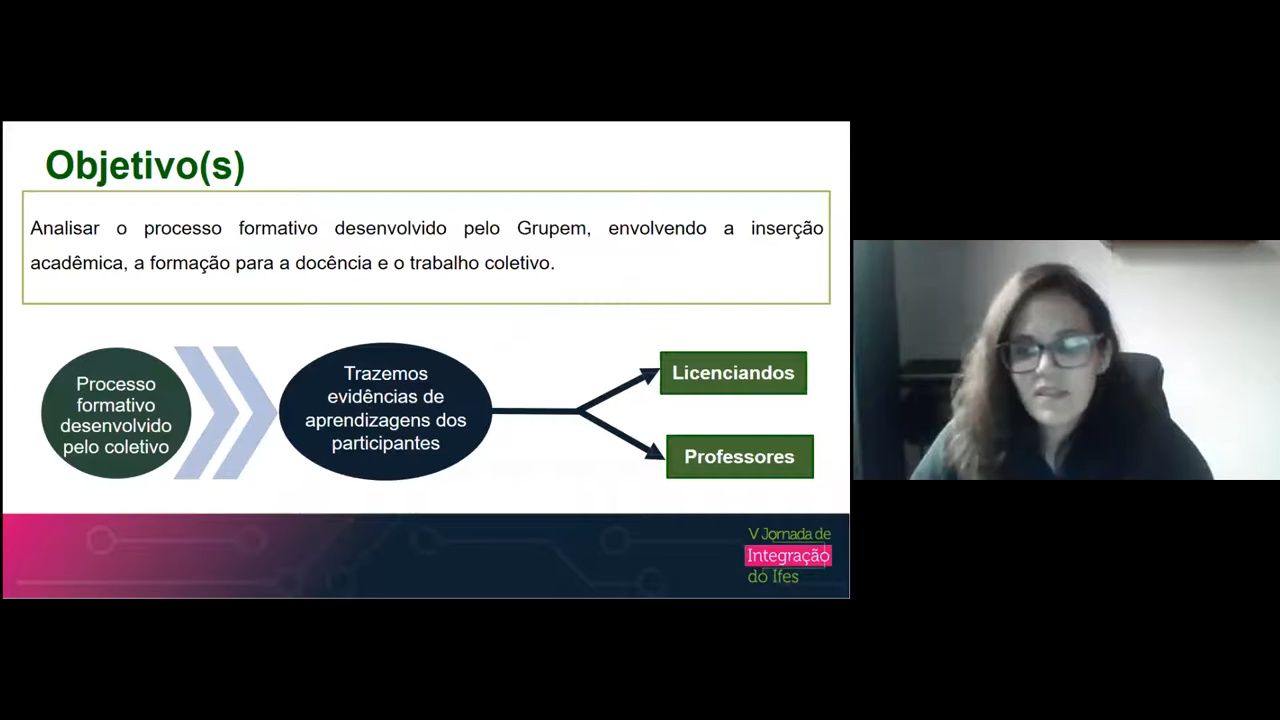 Objetivo(s)
Analisar o processo formativo desenvolvido pelo Grupem, envolvendo a inserção
acadêmica, a formação para a docência e o trabalho coletivo.
Processo
formativo
desenvolvido
pelo coletivo
Trazemos
evidências de
aprendizagens dos
participantes
Licenciandos
Professores
V Jornada de
Integração
do Ifes